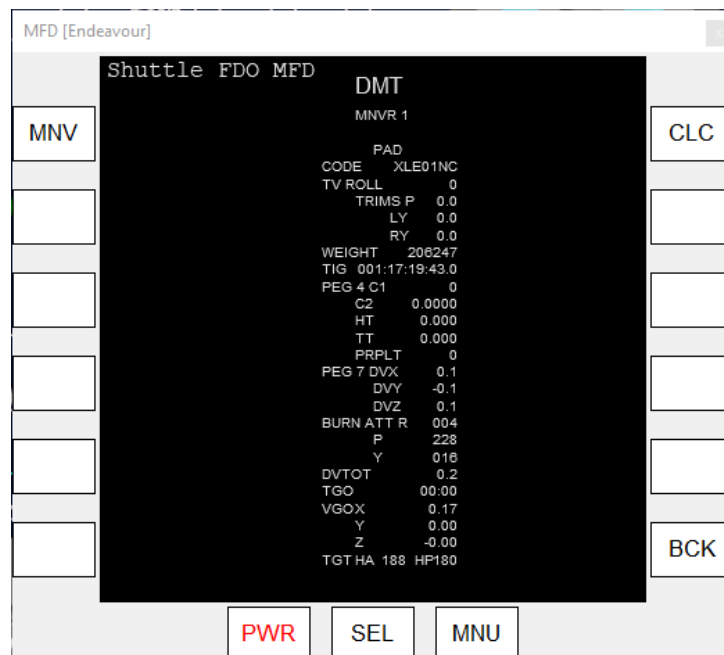 MFD [Endeavour]
x
Shuttle FDO MFD
DMT
MNVR 1
MNV
CLC
PAD
CODE XLE01NC
TV ROLL 0
TRIMS P 0.0
LY 0.0
RY 0.0
WEIGHT 206247
TIG 001:17:19:43.0
PEG 4 C1 0
C2 0.0000
HT 0.000
TT 0.000
PRPLT 0
PEG 7 DVX 0.1
DVY -0.1
DVZ 0.1
BURN ATT R 004
P 228
Y 016
DVTOT 0.2
TGO 00:00
VGOX 0.17
Y 0.00
Z -0.00
TGT HA 188 HP180
BCK
PWR SEL MNU